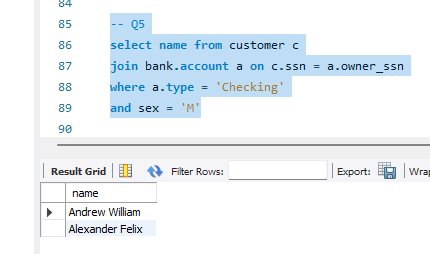 84
85 -- Q5
86 select name from customer c
87 join bank.account a on c.ssn = a.owner_ssn
88 where a.type = 'Checking'
89 and sex = 'M'
90
Result Grid Filter Rows: Export:
name
Andrew William
Alexander Felix